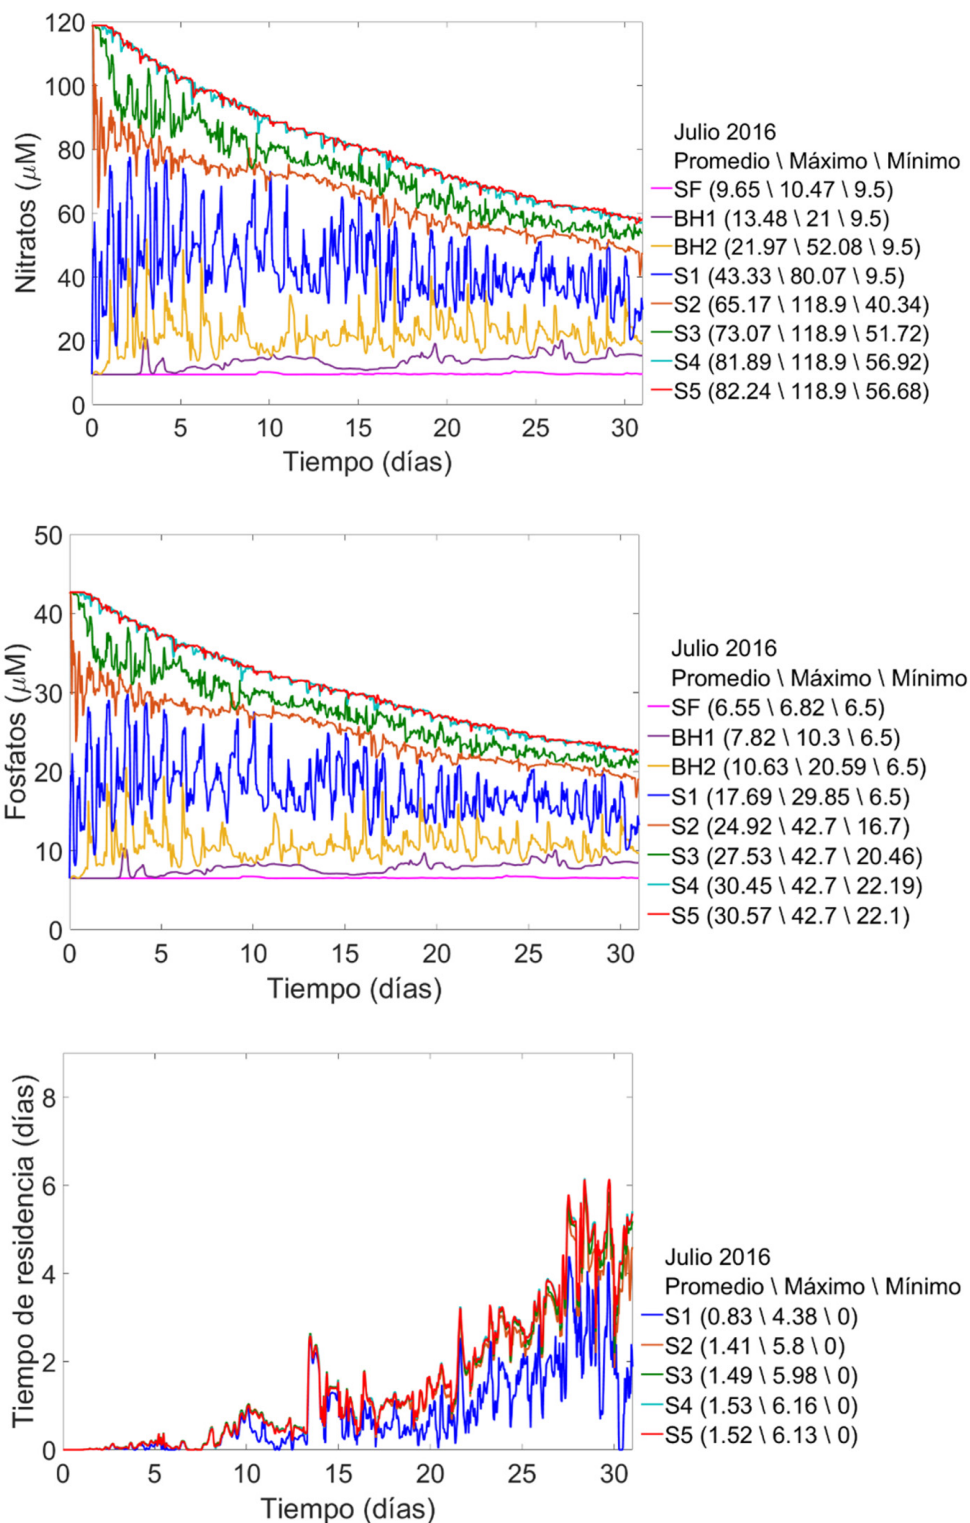 120
100
80
60
40
20
0
Nitratos (μM)
0 5 10 15 20 25 30
Tiempo (días)
Julio 2016
Promedio \ Máximo \ Mínimo
SF (9.65 \ 10.47 \ 9.5)
BH1 (13.48 \ 21 \ 9.5)
BH2 (21.97 \ 52.08 \ 9.5)
S1 (43.33 \ 80.07 \ 9.5)
S2 (65.17 \ 118.9 \ 40.34)
S3 (73.07 \ 118.9 \ 51.72)
S4 (81.89 \ 118.9 \ 56.92)
S5 (82.24 \ 118.9 \ 56.68)
50
40
30
20
10
0
Fosfatos (μM)
0 5 10 15 20 25 30
Tiempo (días)
Julio 2016
Promedio \ Máximo \ Mínimo
SF (6.55 \ 6.82 \ 6.5)
BH1 (7.82 \ 10.3 \ 6.5)
BH2 (10.63 \ 20.59 \ 6.5)
S1 (17.69 \ 29.85 \ 6.5)
S2 (24.92 \ 42.7 \ 16.7)
S3 (27.53 \ 42.7 \ 20.46)
S4 (30.45 \ 42.7 \ 22.19)
S5 (30.57 \ 42.7 \ 22.1)
8
6
4
2
0
Tiempo de residencia (días)
0 5 10 15 20 25 30
Tiempo (días)
Julio 2016
Promedio \ Máximo \ Mínimo
S1 (0.83 \ 4.38 \ 0)
S2 (1.41 \ 5.8 \ 0)
S3 (1.49 \ 5.98 \ 0)
S4 (1.53 \ 6.16 \ 0)
S5 (1.52 \ 6.13 \ 0)